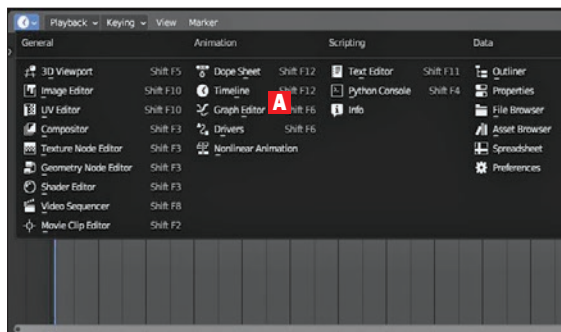 Playback Keying View Marker
General Animation Scripting Data
3D Viewport Shift F5 Dope Sheet Shift F12 Text Editor Shift F11 Outliner
Image Editor Shift F10 Timeline Shift F12 Python Console Shift F4 Properties
UV Editor Shift F10 Graph Editor A Shift F6 Info File Browser
Compositor Shift F3 Drivers Shift F6 Asset Browser
Texture Node Editor Shift F3 Nonlinear Animation Spreadsheet
Geometry Node Editor Shift F3 Preferences
Shader Editor Shift F3
Video Sequencer Shift F8
Movie Clip Editor Shift F2